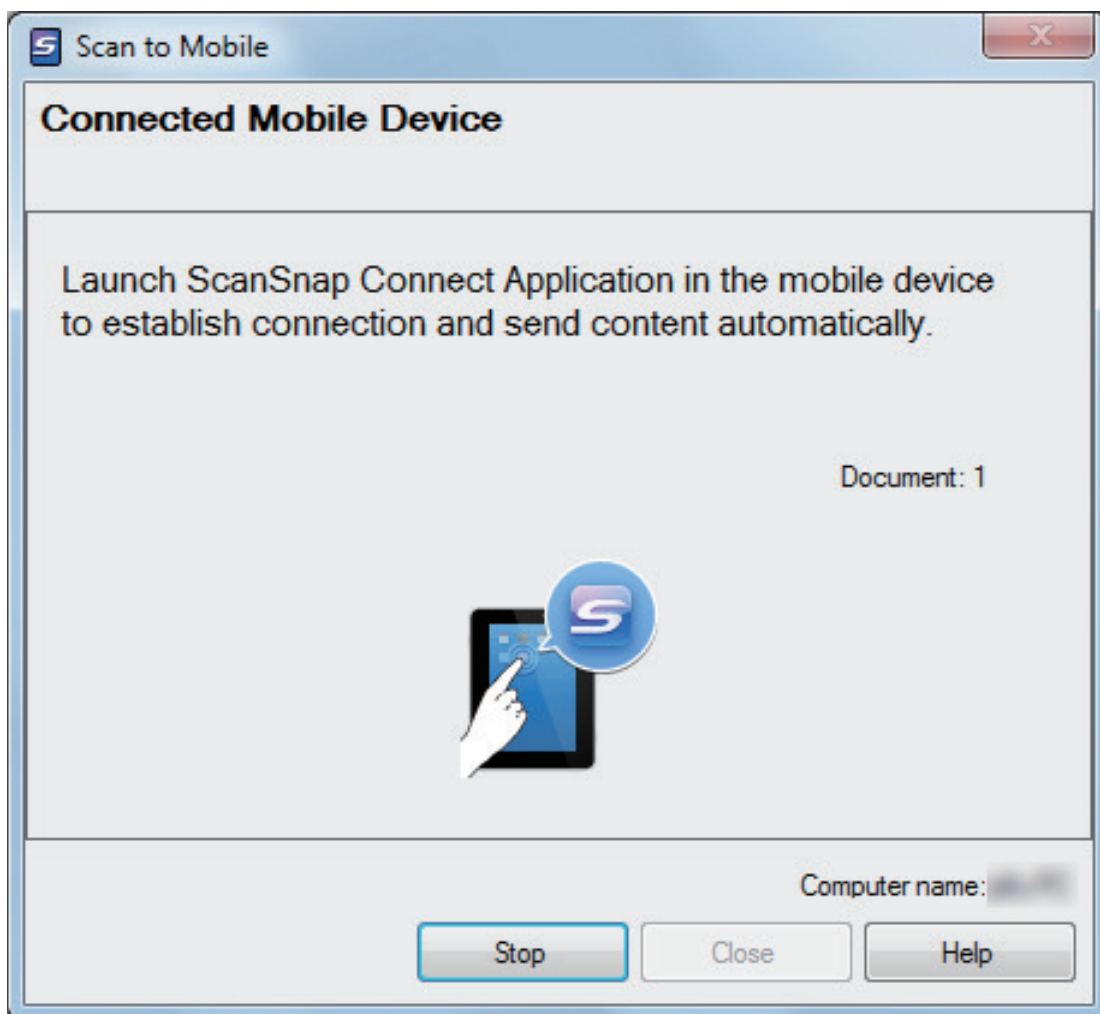 Scan to Mobile
Connected Mobile Device
Launch ScanSnap Connect Application in the mobile device
to establish connection and send content automatically.
Document: 1
Computer name:
Stop Close Help